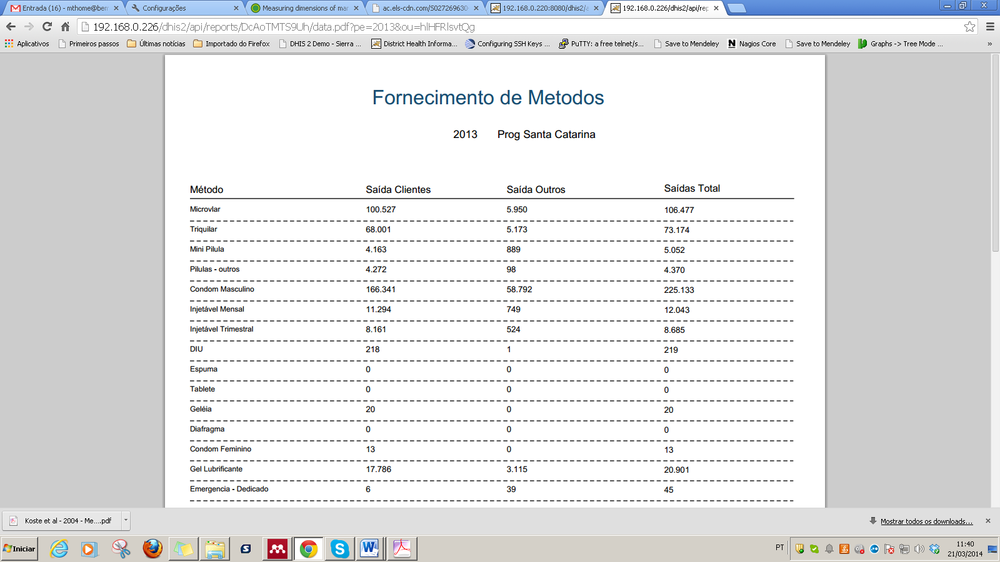 Entrada (16) - mthome@bem
Configurações
Measuring dimensions of mar
ac.els-cdn.com/S027269630
192.168.0.220:8080/dhis2/a
192.168.0.226/dhis2/api/rep
192.168.0.226/dhis2/api/reports/DcAoTMTS9Uh/data.pdf?pe=2013&ou=hlHFRlsvtQg
Aplicativos Primeiros passos Últimas notícias Importado do Firefox DHIS 2 Demo - Sierra ... District Health Informa... Configuring SSH Keys ... PuTTY: a free telnet/s... Save to Mendeley Nagios Core Save to Mendeley Graphs -> Tree Mode ... »
Fornecimento de Metodos
2013 Prog Santa Catarina
Método Saída Clientes Saída Outros Saídas Total
Microvlar 100.527 5.950 106.477
Triquilar 68.001 5.173 73.174
Mini Pilula 4.163 889 5.052
Pilulas - outros 4.272 98 4.370
Condom Masculino 166.341 58.792 225.133
Injetável Mensal 11.294 749 12.043
Injetável Trimestral 8.161 524 8.685
DIU 218 1 219
Espuma 0 0 0
Tablete 0 0 0
Geléia 20 0 20
Diafragma 0 0 0
Condom Feminino 13 0 13
Gel Lubrificante 17.786 3.115 20.901
Emergencia - Dedicado 6 39 45
Koste et al - 2004 - Me....pdf Mostrar todos os downloads...
Iniciar PT 11:40
21/03/2014